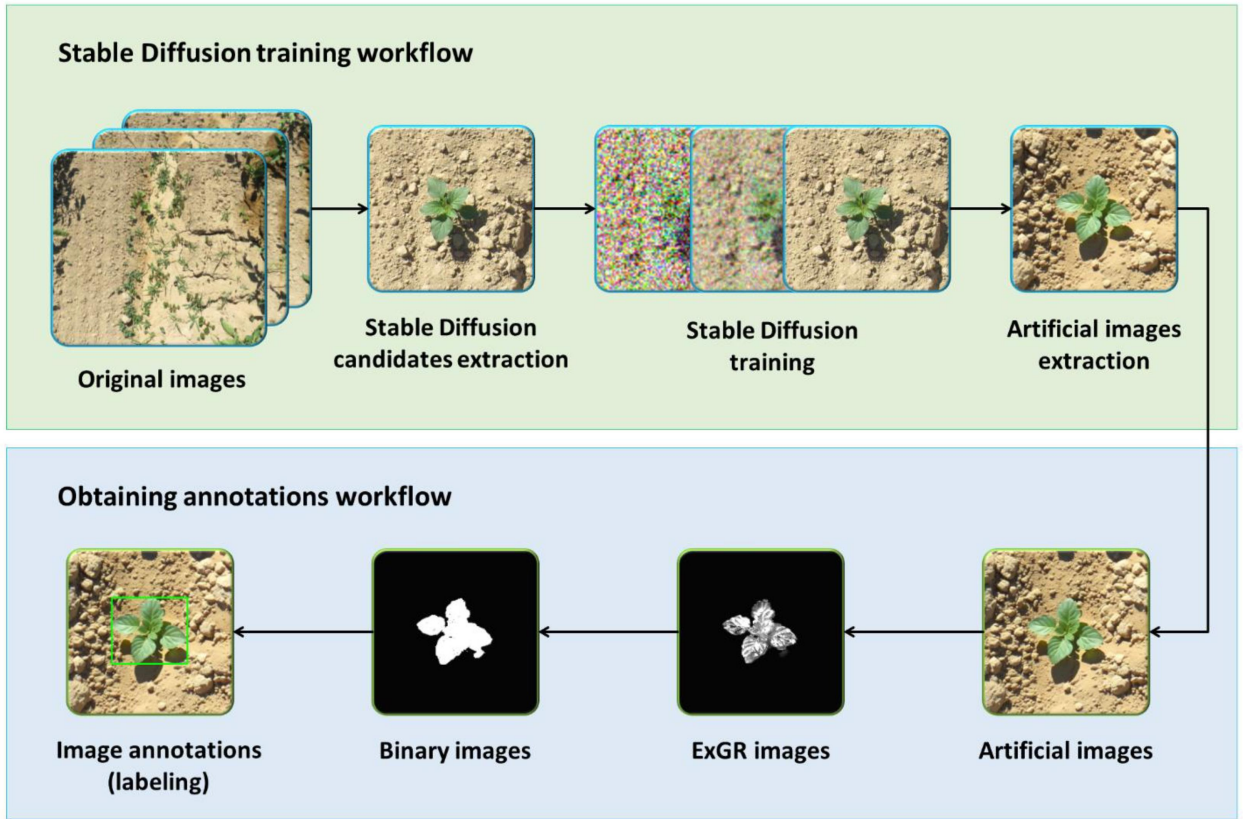 Stable Diffusion training workflow
Original images
Stable Diffusion
candidates extraction
Stable Diffusion
training
Artificial images
extraction
Obtaining annotations workflow
Image annotations
(labeling)
Binary images
ExGR images
Artificial images